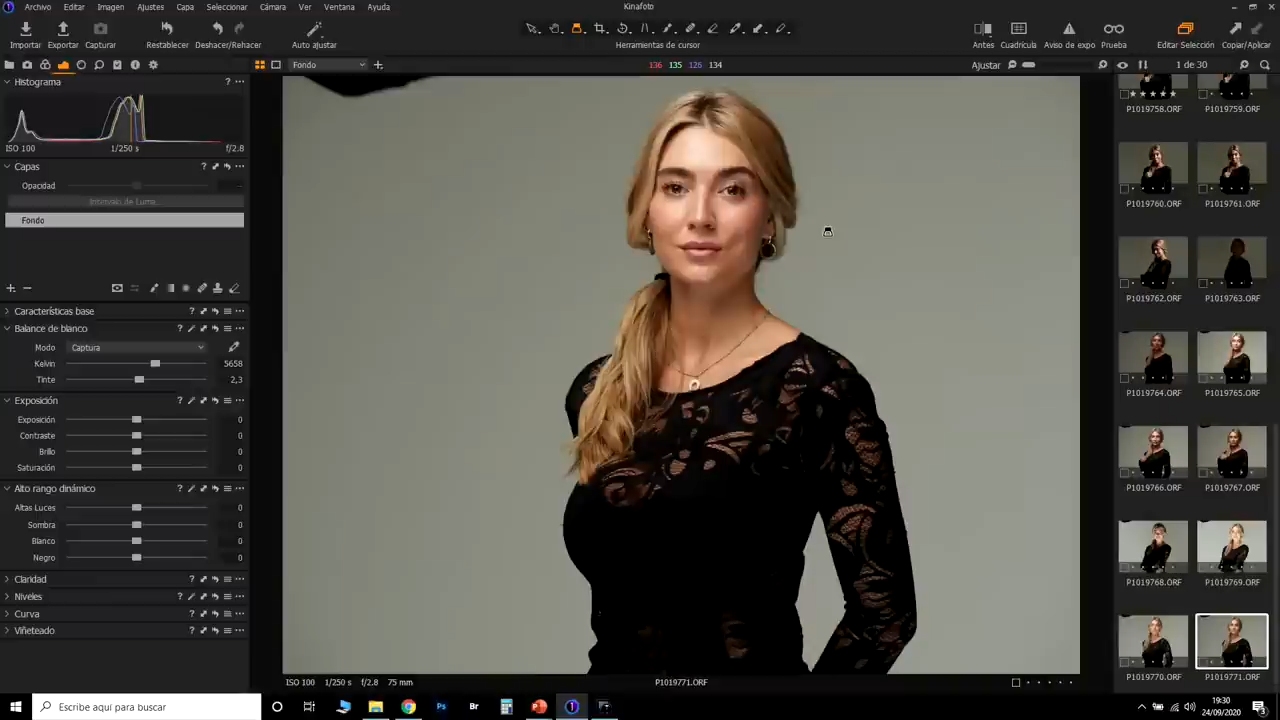 Archivo Editar Vista Imagen Ajustes Capa Seleccionar Cámara Ver Ventana Ayuda
Kinafoto
Importar Exportar Capturar Restablecer Deshacer/Rehacer Auto ajustar
Herramientas de cursor
Antes Cuadrícula Aviso de expo Prueba Editar Selección Copiar/Aplicar
Histograma
ISO 100 1/250 s f/2.8
Capas
Opacidad
Intervalo de Luma...
Fondo
Características base
Balance de blanco
Modo Captura
Kelvin 5658
Tinte 2,3
Exposición
Exposición 0
Contraste 0
Brillo 0
Saturación 0
Alto rango dinámico
Altas Luces 0
Sombra 0
Blanco 0
Negro 0
Claridad
Niveles
Curva
Viñeteado
Fondo
136 135 126 134
Ajustar
1 de 30
ISO 100 1/250 s f/2.8 75 mm
P1019771.ORF
P1019758.ORF P1019759.ORF
P1019760.ORF P1019761.ORF
P1019762.ORF P1019763.ORF
P1019764.ORF P1019765.ORF
P1019766.ORF P1019767.ORF
P1019768.ORF P1019769.ORF
P1019770.ORF P1019771.ORF
Escribe aquí para buscar
Ps
Br
19:30
24/09/2020
3